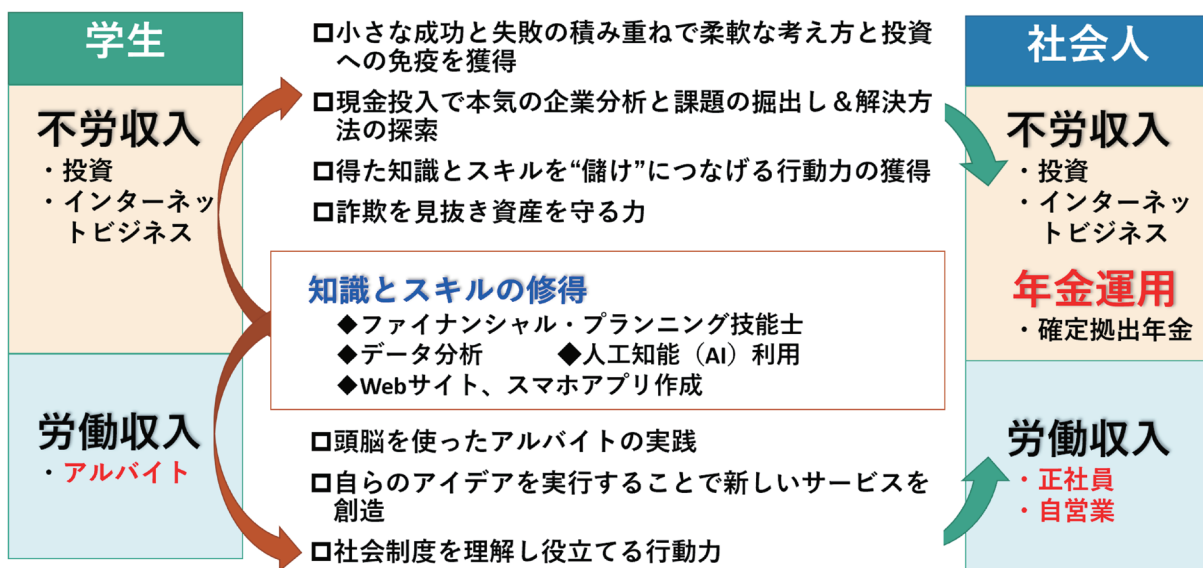 学生
不労収入
・投資
・インターネッ
トビジネス
労働収入
・アルバイト
□小さな成功と失敗の積み重ねで柔軟な考え方と投資
への免疫を獲得
□現金投入で本気の企業分析と課題の掘出し＆解決方
法の探索
□得た知識とスキルを“儲け”につなげる行動力の獲得
□詐欺を見抜き資産を守る力
知識とスキルの修得
◆ファイナンシャル・プランニング技能士
◆データ分析　◆人工知能（AI）利用
◆Webサイト、スマホアプリ作成
□頭脳を使ったアルバイトの実践
□自らのアイデアを実行することで新しいサービスを
創造
□社会制度を理解し役立てる行動力
社会人
不労収入
・投資
・インターネッ
トビジネス
年金運用
・確定拠出年金
労働収入
・正社員
・自営業